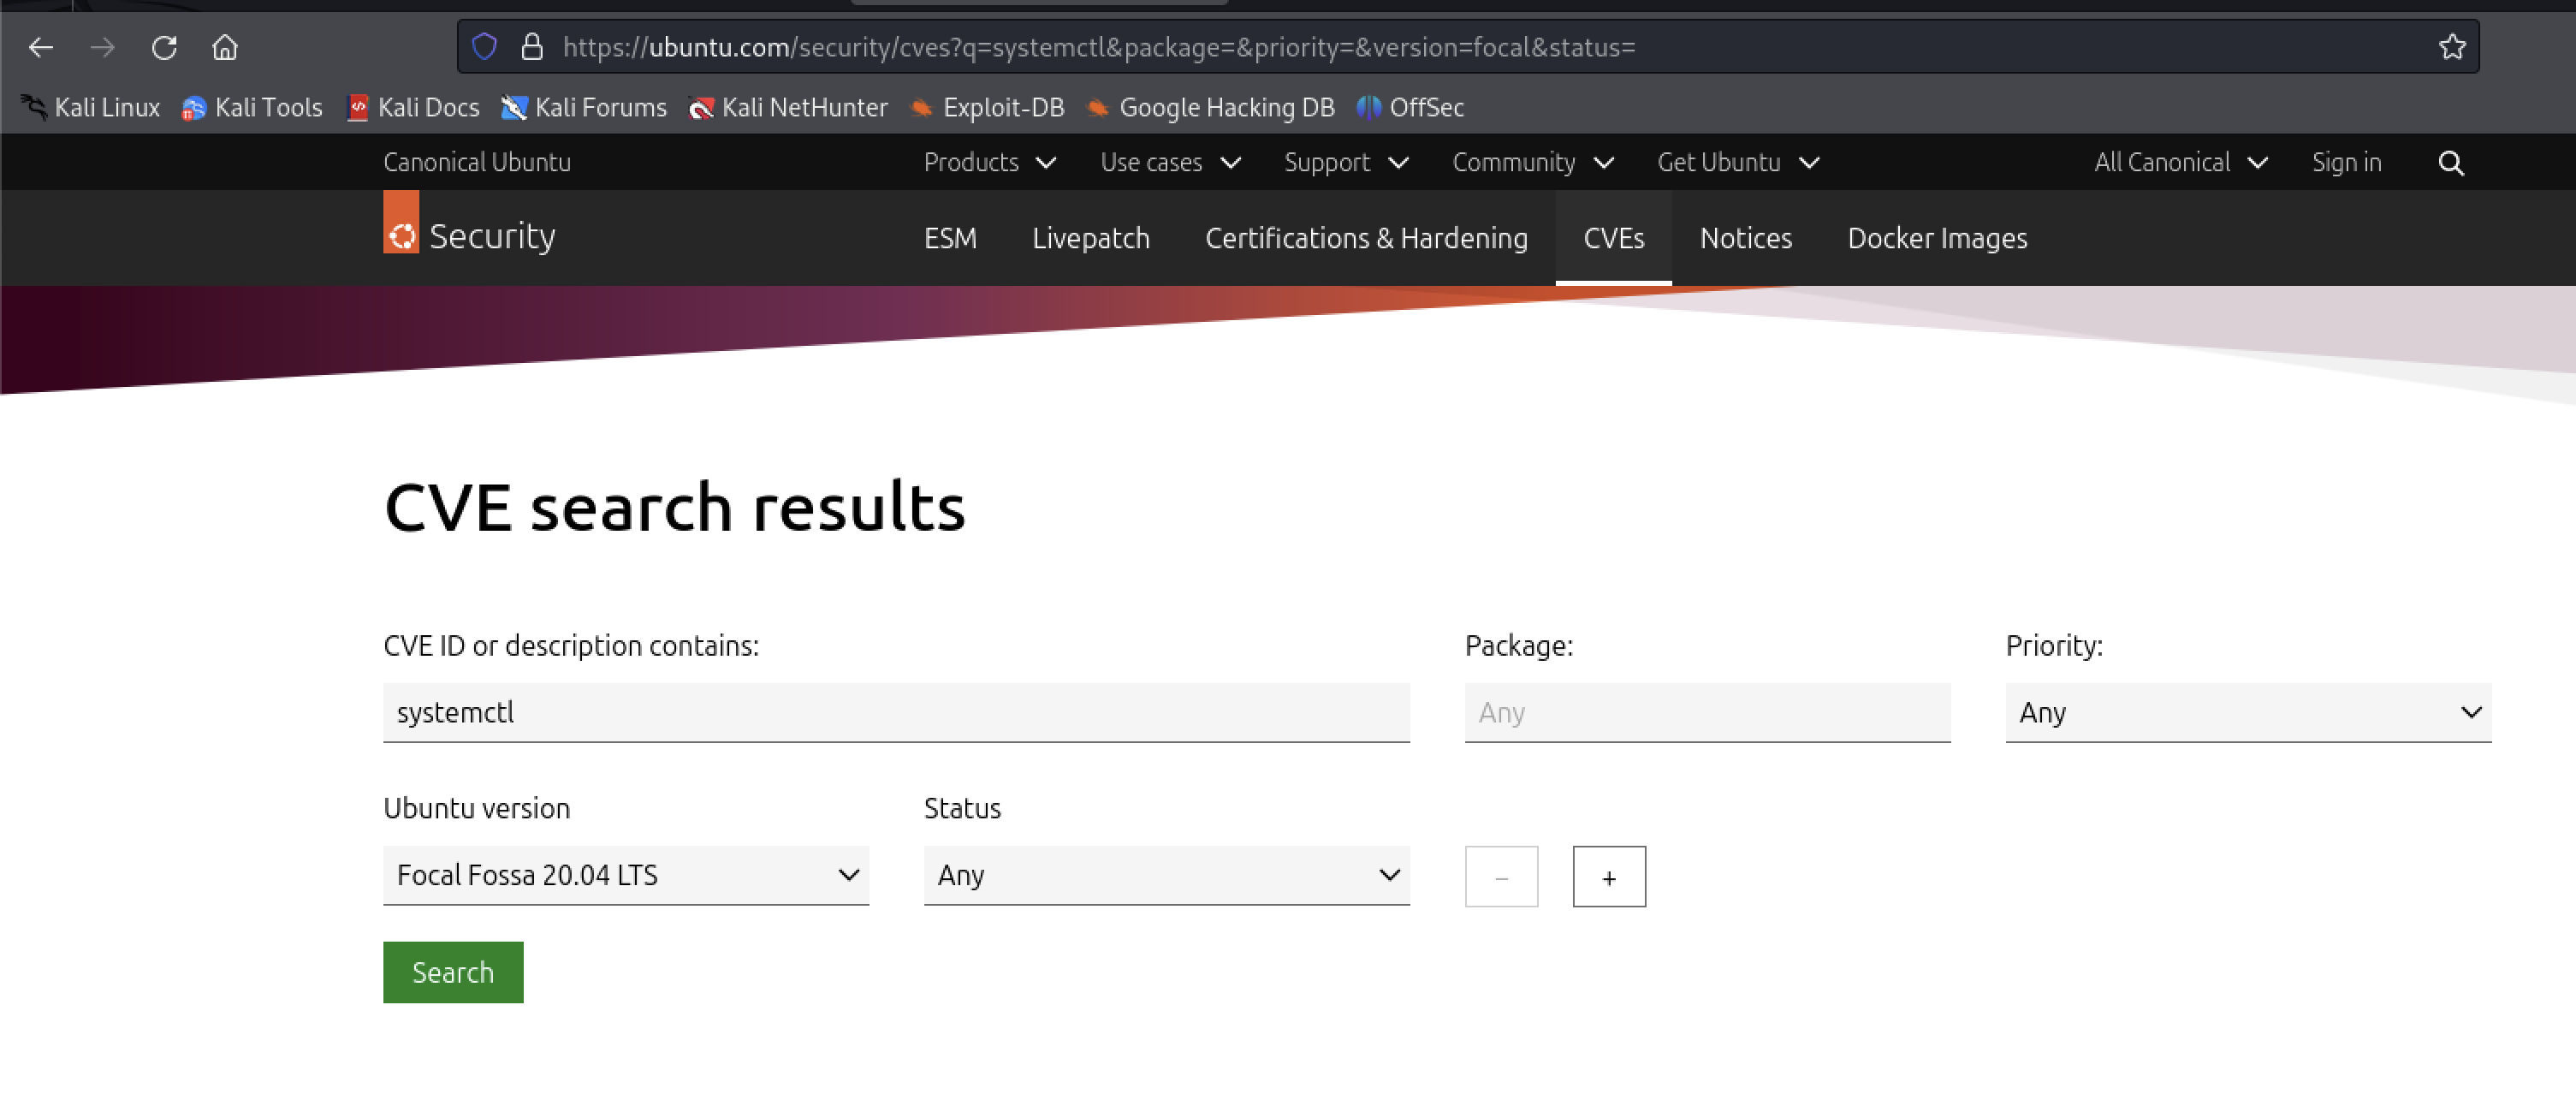 https://ubuntu.com/security/cves?q=systemctl&package=&priority=&version=focal&status=
Kali Linux Kali Tools Kali Docs Kali Forums Kali NetHunter Exploit-DB Google Hacking DB OffSec
Canonical Ubuntu Products Use cases Support Community Get Ubuntu All Canonical Sign in
Security ESM Livepatch Certifications & Hardening CVEs Notices Docker Images
CVE search results
CVE ID or description contains: Package: Priority:
systemctl Any Any
Ubuntu version Status
Focal Fossa 20.04 LTS Any − +
Search